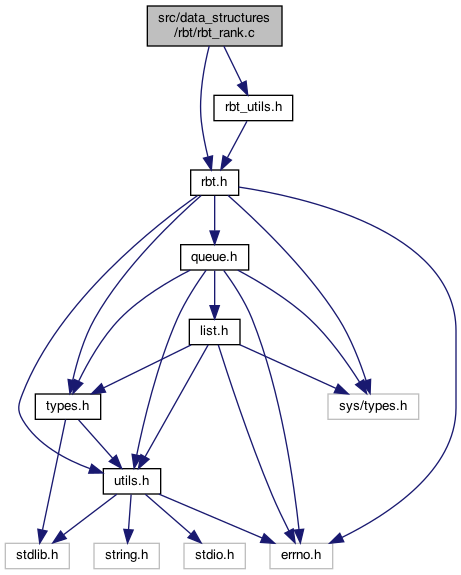 src/data_structures
/rbt/rbt_rank.c
rbt_utils.h
rbt.h
queue.h
list.h
types.h
sys/types.h
utils.h
stdlib.h
string.h
stdio.h
errno.h